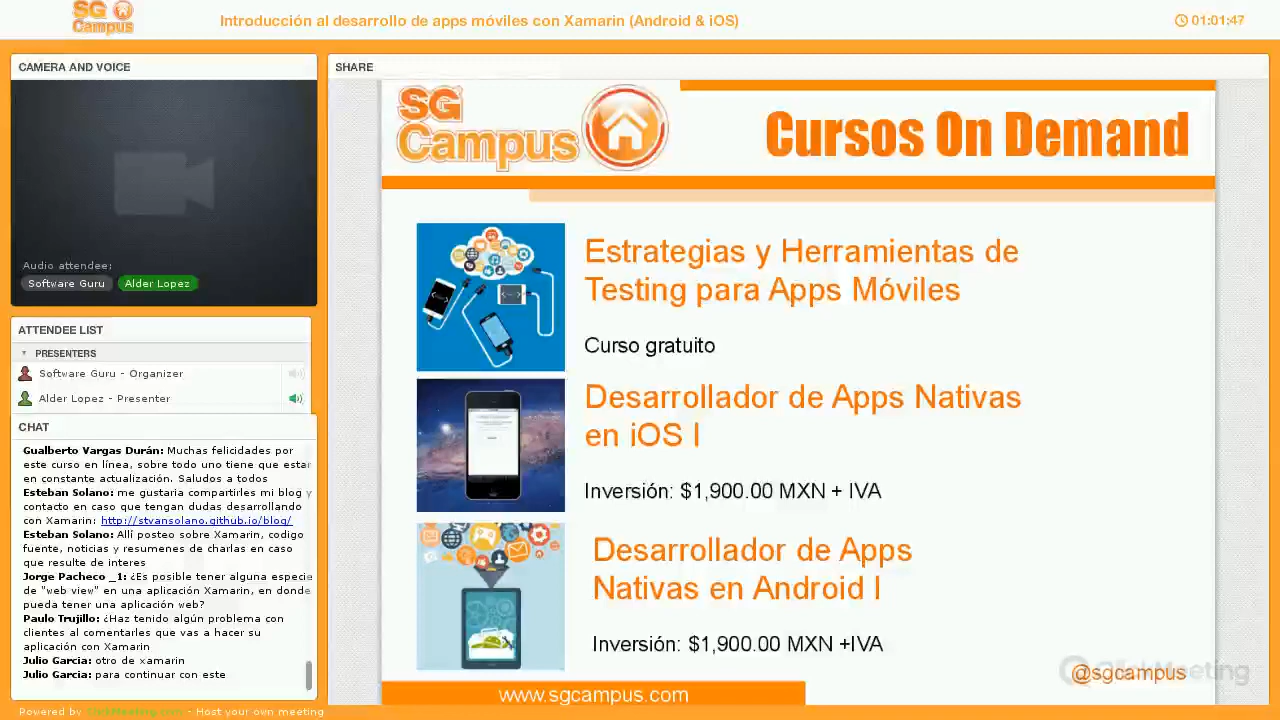 SG Campus
Introducción al desarrollo de apps móviles con Xamarin (Android & iOS)
01:01:47
CAMERA AND VOICE
Audio attendee:
Software Guru
Alder Lopez
ATTENDEE LIST
PRESENTERS
Software Guru - Organizer
Alder Lopez - Presenter
CHAT
Gualberto Vargas Durán: Muchas felicidades por
este curso en línea, sobre todo uno tiene que estar
en constante actualización. Saludos a todos
Esteban Solano: me gustaria compartirles mi blog y
contacto en caso que tengan dudas desarrollando
con Xamarin: http://stvansolano.github.io/blog/
Esteban Solano: Allí posteo sobre Xamarin, codigo
fuente, noticias y resumenes de charlas en caso
que resulte de interes
Jorge Pacheco _1: ¿Es posible tener alguna especie
de "web view" en una aplicación Xamarin, en donde
pueda tener una aplicación web?
Paulo Trujillo: ¿Haz tenido algún problema con
clientes al comentarles que vas a hacer su
aplicación con Xamarin
Julio Garcia: otro de xamarin
Julio Garcia: para continuar con este
Powered by ClickMeeting.com - Host your own meeting
SHARE
SG
Campus
Cursos On Demand
Estrategias y Herramientas de
Testing para Apps Móviles
Curso gratuito
Desarrollador de Apps Nativas
en iOS I
Inversión: $1,900.00 MXN + IVA
Desarrollador de Apps
Nativas en Android I
Inversión: $1,900.00 MXN +IVA
www.sgcampus.com
@sgcampus
ClickMeeting